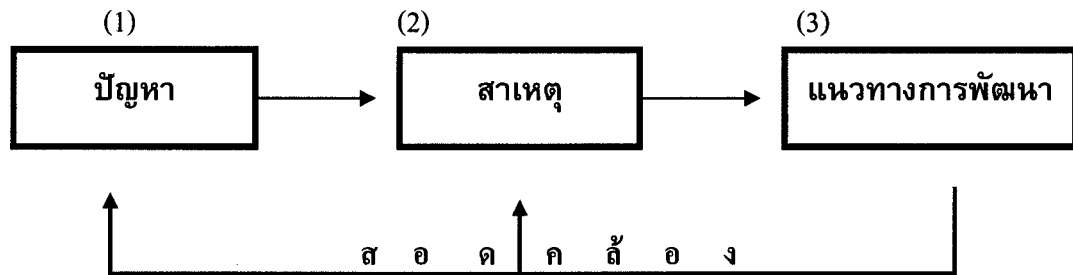 (1) (2) (3)
ปัญหา สาเหตุ แนวทางการพัฒนา
ส อ ด ค ล้ อ ง